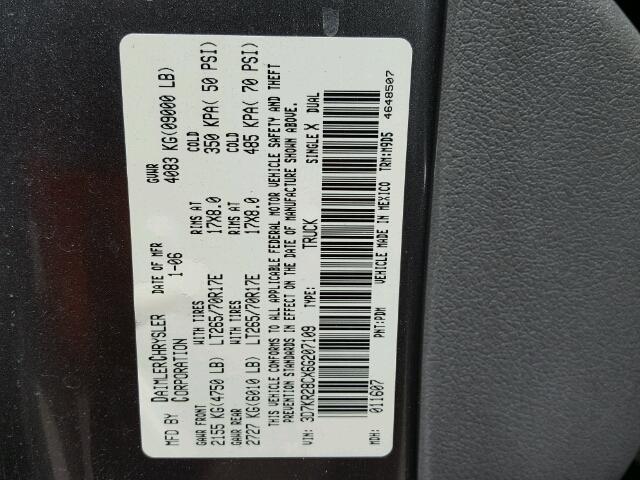 MFD BY DAIMLERCHRYSLER CORPORATION DATE OF MFR 1-06 GVWR 4083 KG(09000 LB)
GAWR FRONT WITH TIRES RIMS AT COLD
2155 KG(4750 LB) LT265/70R17E 17X8.0 350 KPA( 50 PSI)
GAWR REAR WITH TIRES RIMS AT COLD
2727 KG(6010 LB) LT265/70R17E 17X8.0 485 KPA( 70 PSI)
THIS VEHICLE CONFORMS TO ALL APPLICABLE FEDERAL MOTOR VEHICLE SAFETY AND THEFT
PREVENTION STANDARDS IN EFFECT ON THE DATE OF MANUFACTURE SHOWN ABOVE.
VIN: 3D7KR28CX6G207109 TYPE: TRUCK SINGLE X DUAL
MDH: 011607 PNT:PDM VEHICLE MADE IN MEXICO TRM:M9D5
4648507